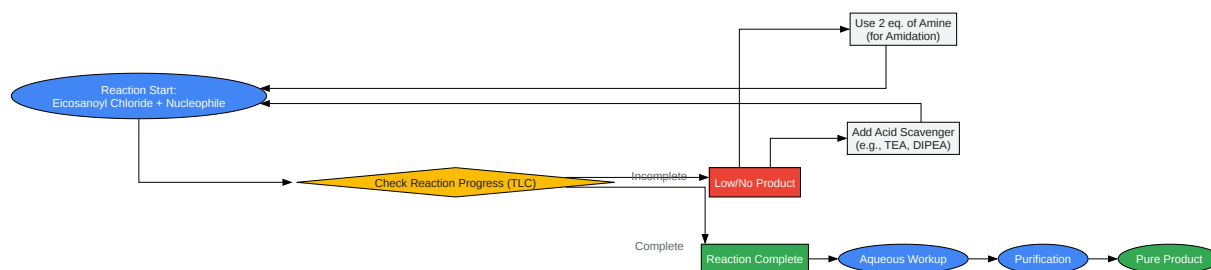 Use 2 eq. of Amine
(for Amidation)
Reaction Start:
Eicosanoyl Chloride + Nucleophile
Add Acid Scavenger
(e.g., TEA, DIPEA)
Check Reaction Progress (TLC)
Incomplete
Low/No Product
Complete
Reaction Complete
Aqueous Workup
Purification
Pure Product